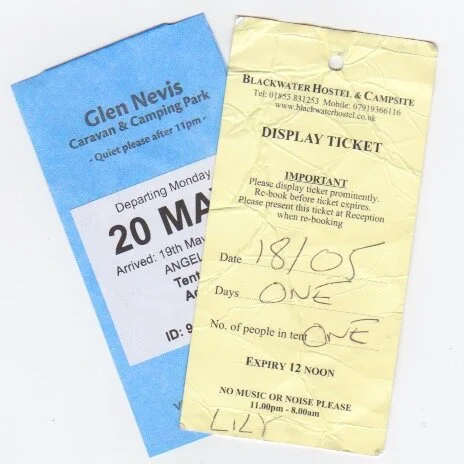 Glen Nevis
Caravan & Camping Park
- Quiet please after 11pm -
Departing Monday
20 MA
Arrived: 19th May
ANGEL
Tent
ID: 9
BLACKWATER HOSTEL & CAMPSITE
Tel: 01855 831253 Mobile: 07919366116
www.blackwaterhostel.co.uk
DISPLAY TICKET
IMPORTANT
Please display ticket prominently.
Re-book before ticket expires.
Please present this ticket at Reception
when re-booking
Date 18/05
Days ONE
No. of people in tent ONE
EXPIRY 12 NOON
NO MUSIC OR NOISE PLEASE
11.00pm - 8.00am
LILY